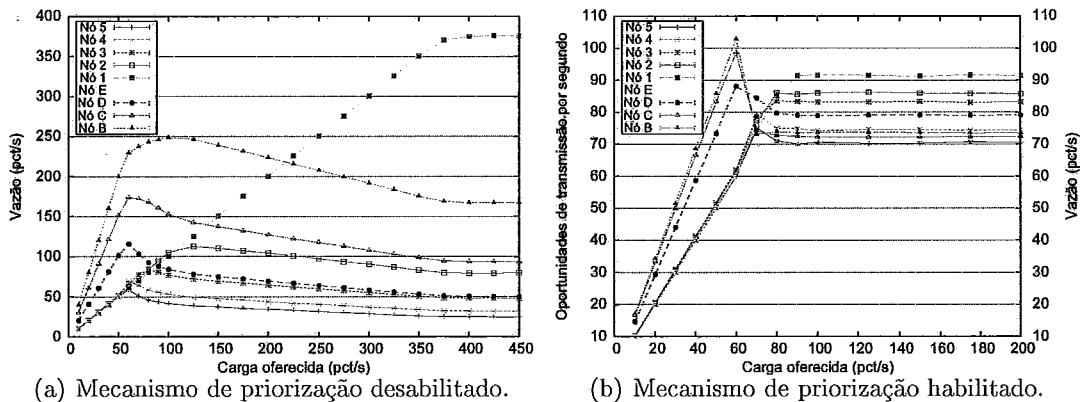 400
350
300
250
200
150
100
50
0
Vazão (pct/s)
Nó 5
Nó 4
Nó 3
Nó 2
Nó 1
Nó E
Nó D
Nó C
Nó B
0 50 100 150 200 250 300 350 400 450
Carga oferecida (pct/s)
(a) Mecanismo de priorização desabilitado.
110
100
90
80
70
60
50
40
30
20
10
Oportunidades de transmissão por segundo
Nó 5
Nó 4
Nó 3
Nó 2
Nó 1
Nó E
Nó D
Nó C
Nó B
0 20 40 60 80 100 120 140 160 180 200
Carga oferecida (pct/s)
110
100
90
80
70
60
50
40
30
20
10
Vazão (pct/s)
(b) Mecanismo de priorização habilitado.